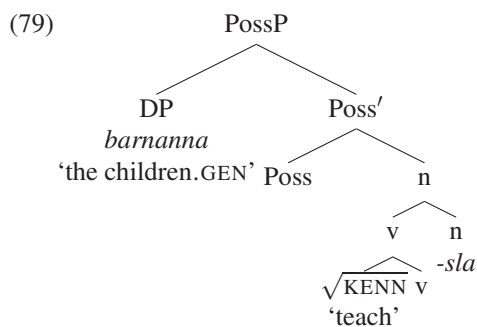 (79) PossP
DP Poss′
barnanna
‘the children.GEN’ Poss n
v n
-sla
√KENN v
‘teach’